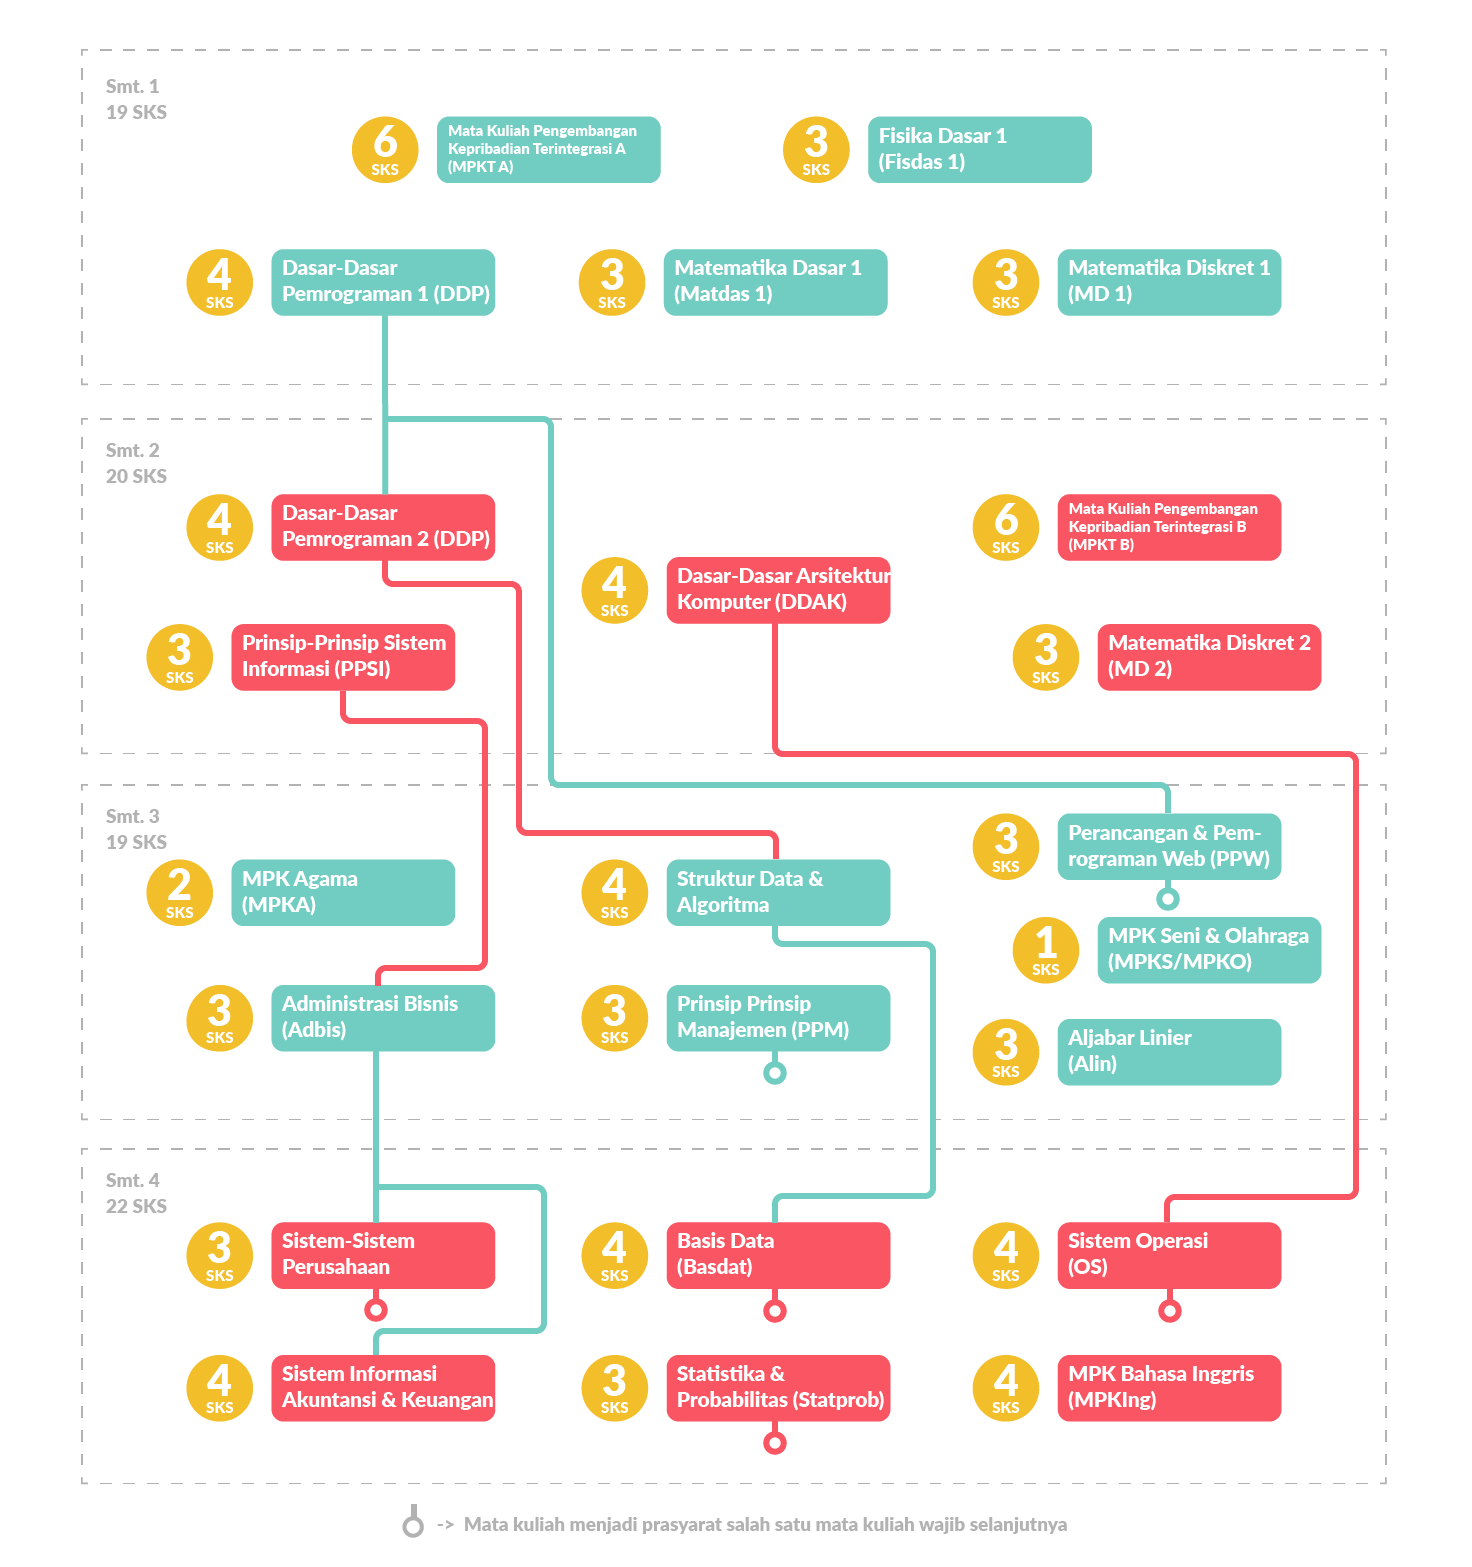 Smt. 1
19 SKS
6
SKS
Mata Kuliah Pengembangan
Kepribadian Terintegrasi A
(MPKT A)
3
SKS
Fisika Dasar 1
(Fisdas 1)
4
SKS
Dasar-Dasar
Pemrograman 1 (DDP)
3
SKS
Matematika Dasar 1
(Matdas 1)
3
SKS
Matematika Diskret 1
(MD 1)
Smt. 2
20 SKS
4
SKS
Dasar-Dasar
Pemrograman 2 (DDP)
4
SKS
Dasar-Dasar Arsitektur
Komputer (DDAK)
6
SKS
Mata Kuliah Pengembangan
Kepribadian Terintegrasi B
(MPKT B)
3
SKS
Prinsip-Prinsip Sistem
Informasi (PPSI)
3
SKS
Matematika Diskret 2
(MD 2)
Smt. 3
19 SKS
2
SKS
MPK Agama
(MPKA)
4
SKS
Struktur Data &
Algoritma
3
SKS
Perancangan & Pem-
rograman Web (PPW)
1
SKS
MPK Seni & Olahraga
(MPKS/MPKO)
3
SKS
Administrasi Bisnis
(Adbis)
3
SKS
Prinsip Prinsip
Manajemen (PPM)
3
SKS
Aljabar Linier
(Alin)
Smt. 4
22 SKS
3
SKS
Sistem-Sistem
Perusahaan
4
SKS
Basis Data
(Basdat)
4
SKS
Sistem Operasi
(OS)
4
SKS
Sistem Informasi
Akuntansi & Keuangan
3
SKS
Statistika &
Probabilitas (Statprob)
4
SKS
MPK Bahasa Inggris
(MPKIng)
-> Mata kuliah menjadi prasyarat salah satu mata kuliah wajib selanjutnya